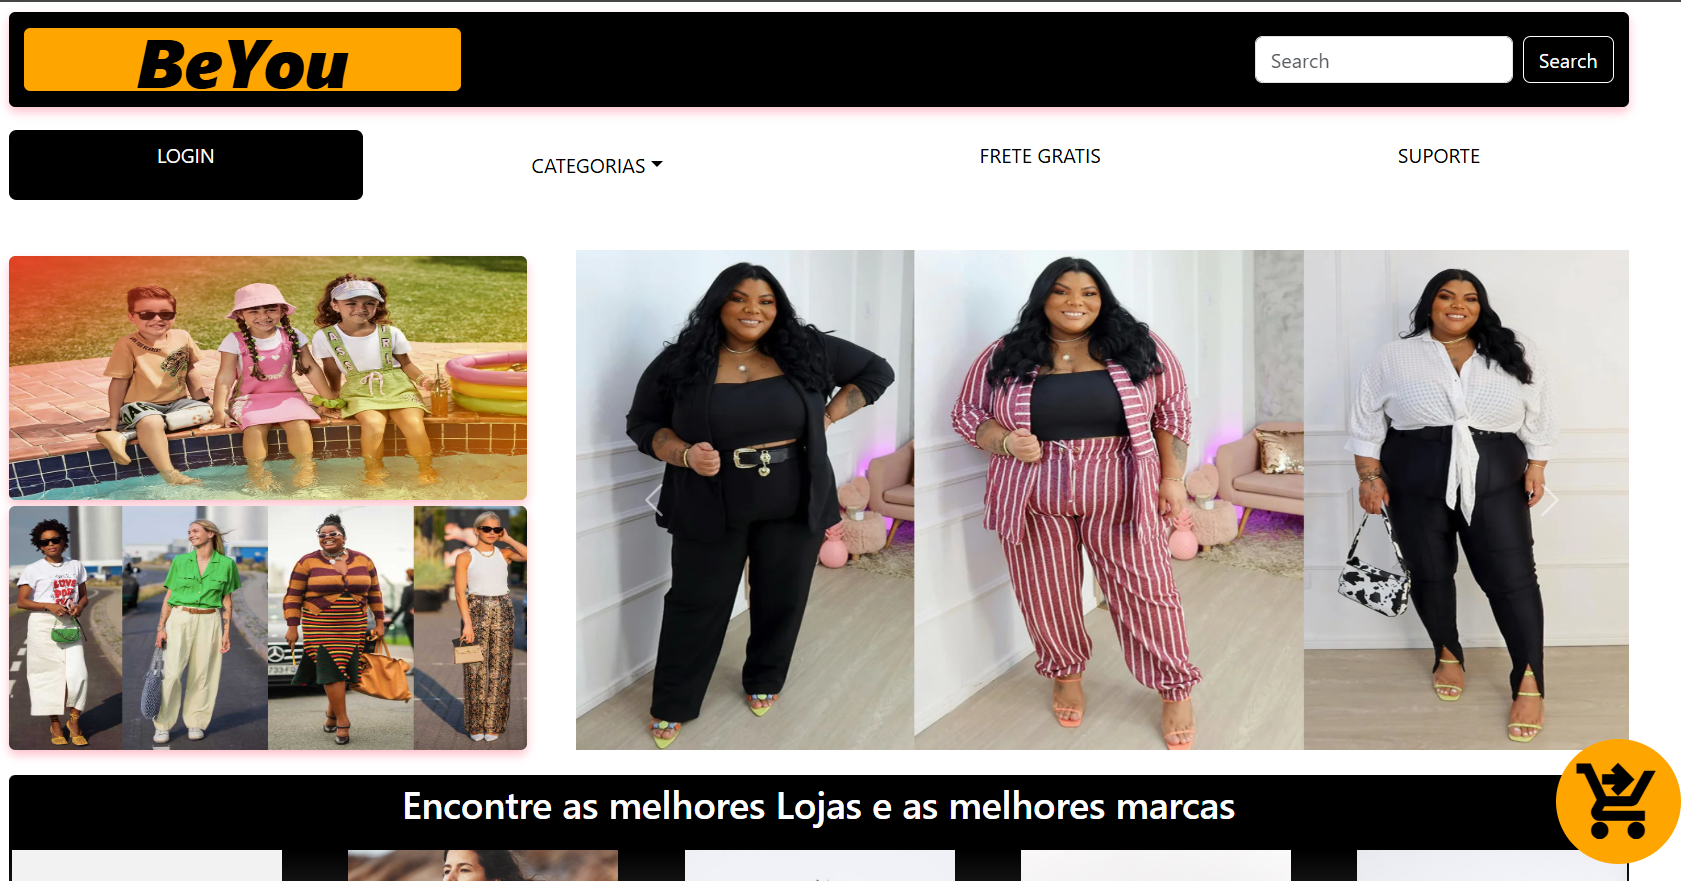 BeYou
Search
Search
LOGIN
CATEGORIAS
FRETE GRATIS
SUPORTE
Encontre as melhores Lojas e as melhores marcas